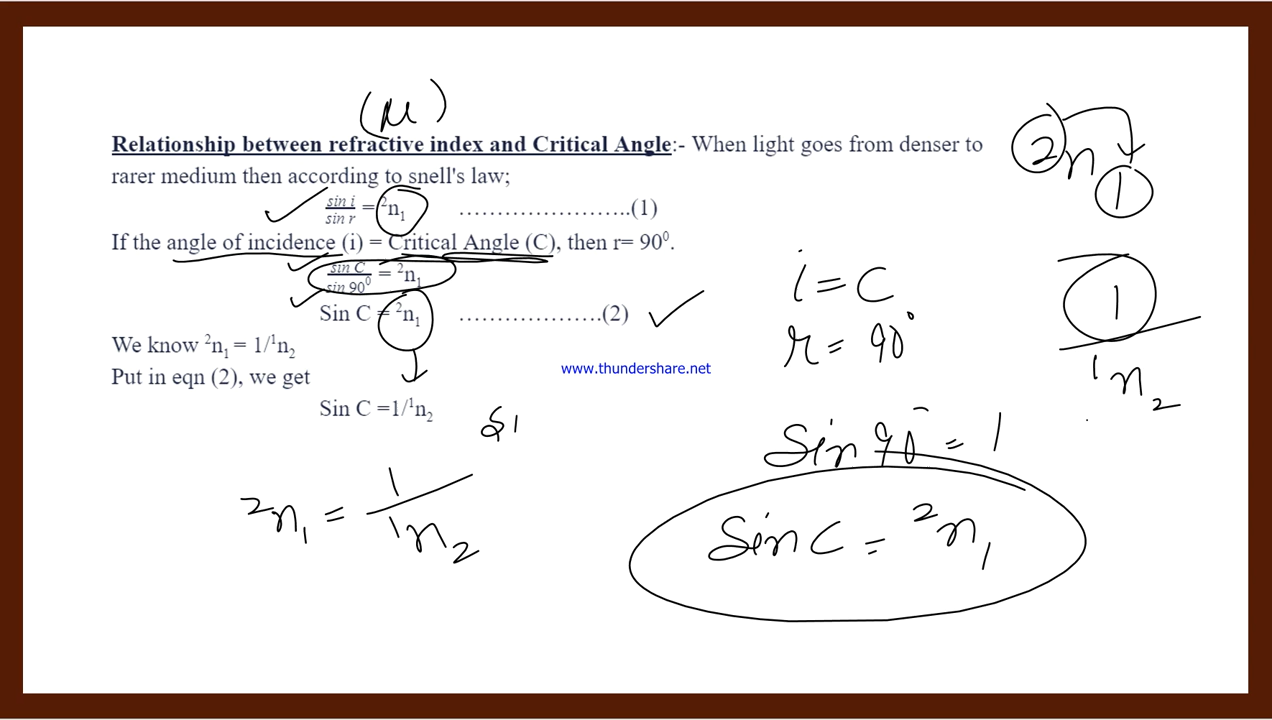 (μ)
Relationship between refractive index and Critical Angle:- When light goes from denser to
rarer medium then according to snell's law;
sin i / sin r = ²n₁ …………………….(1)
If the angle of incidence (i) = Critical Angle (C), then r= 90⁰.
sin C / sin 90⁰ = ²n₁
Sin C = ²n₁ ……………….(2)
We know ²n₁ = 1/¹n₂
Put in eqn (2), we get
Sin C =1/¹n₂
²n₁ = 1 / ¹n₂
www.thundershare.net
2n1
i = C
r = 90°
1 / ¹n₂
Sin 90° = 1
Sin C = ²n₁